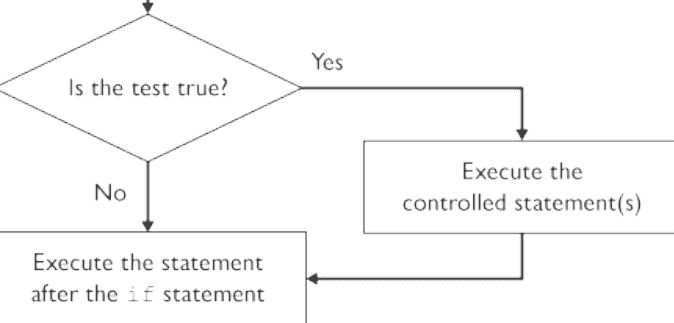 Is the test true?
Yes
Execute the
controlled statement(s)
No
Execute the statement
after the if statement